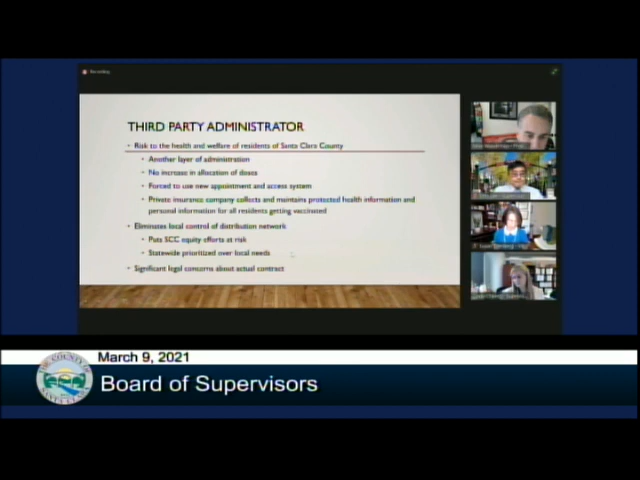 Recording
THIRD PARTY ADMINISTRATOR
• Risk to the health and welfare of residents of Santa Clara County
• Another layer of administration
• No increase in allocation of doses
• Forced to use new appointment and access system
• Private insurance company collects and maintains protected health information and
personal information for all residents getting vaccinated
• Eliminates local control of distribution network
• Puts SCC equity efforts at risk
• Statewide prioritized over local needs
• Significant legal concerns about actual contract
March 9, 2021
Board of Supervisors